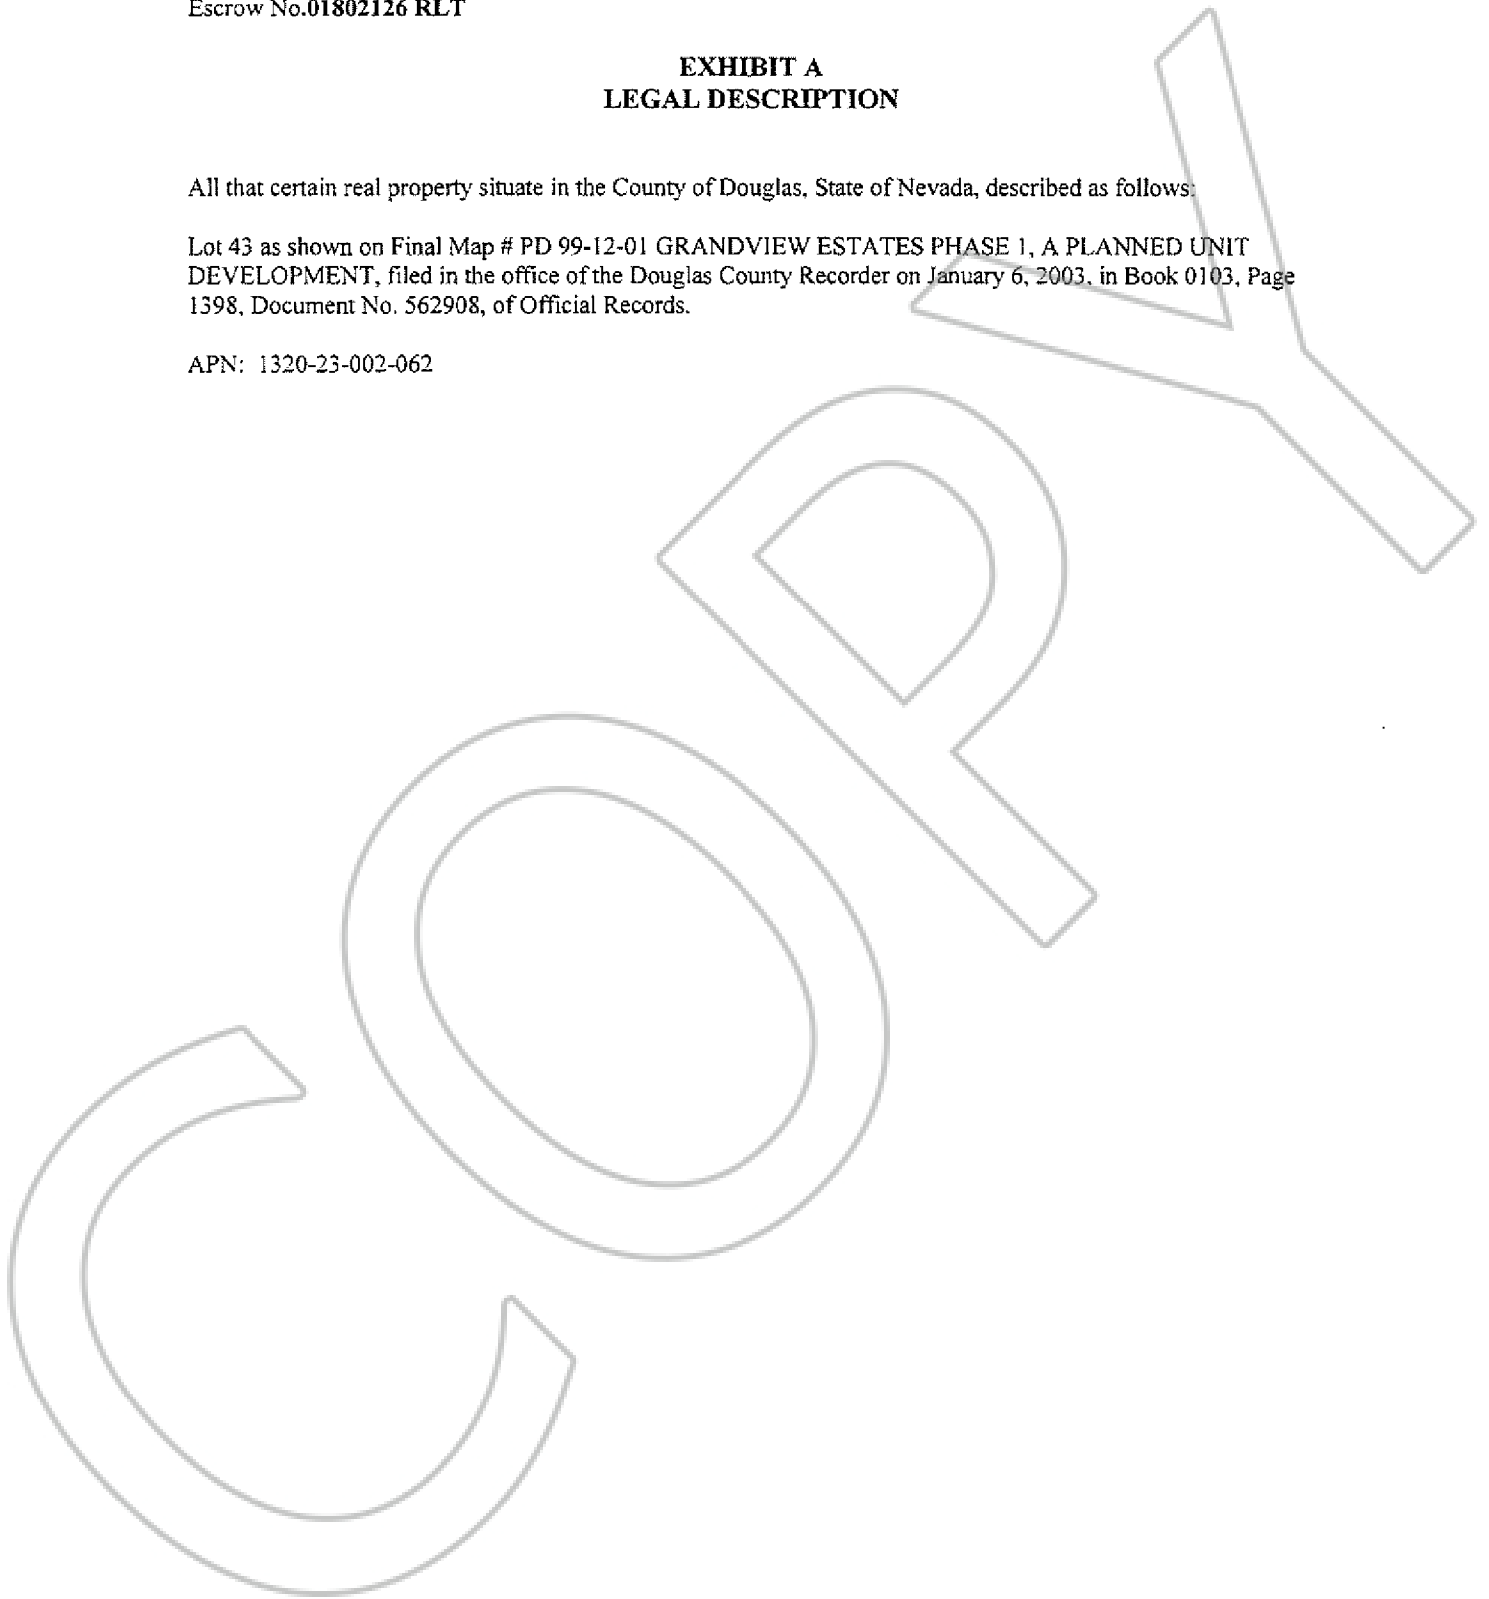 Escrow No.01802126 RLT
EXHIBIT A
LEGAL DESCRIPTION
All that certain real property situate in the County of Douglas, State of Nevada, described as follows:
Lot 43 as shown on Final Map # PD 99-12-01 GRANDVIEW ESTATES PHASE 1, A PLANNED UNIT
DEVELOPMENT, filed in the office of the Douglas County Recorder on January 6, 2003, in Book 0103, Page
1398, Document No. 562908, of Official Records.
APN: 1320-23-002-062
COPY